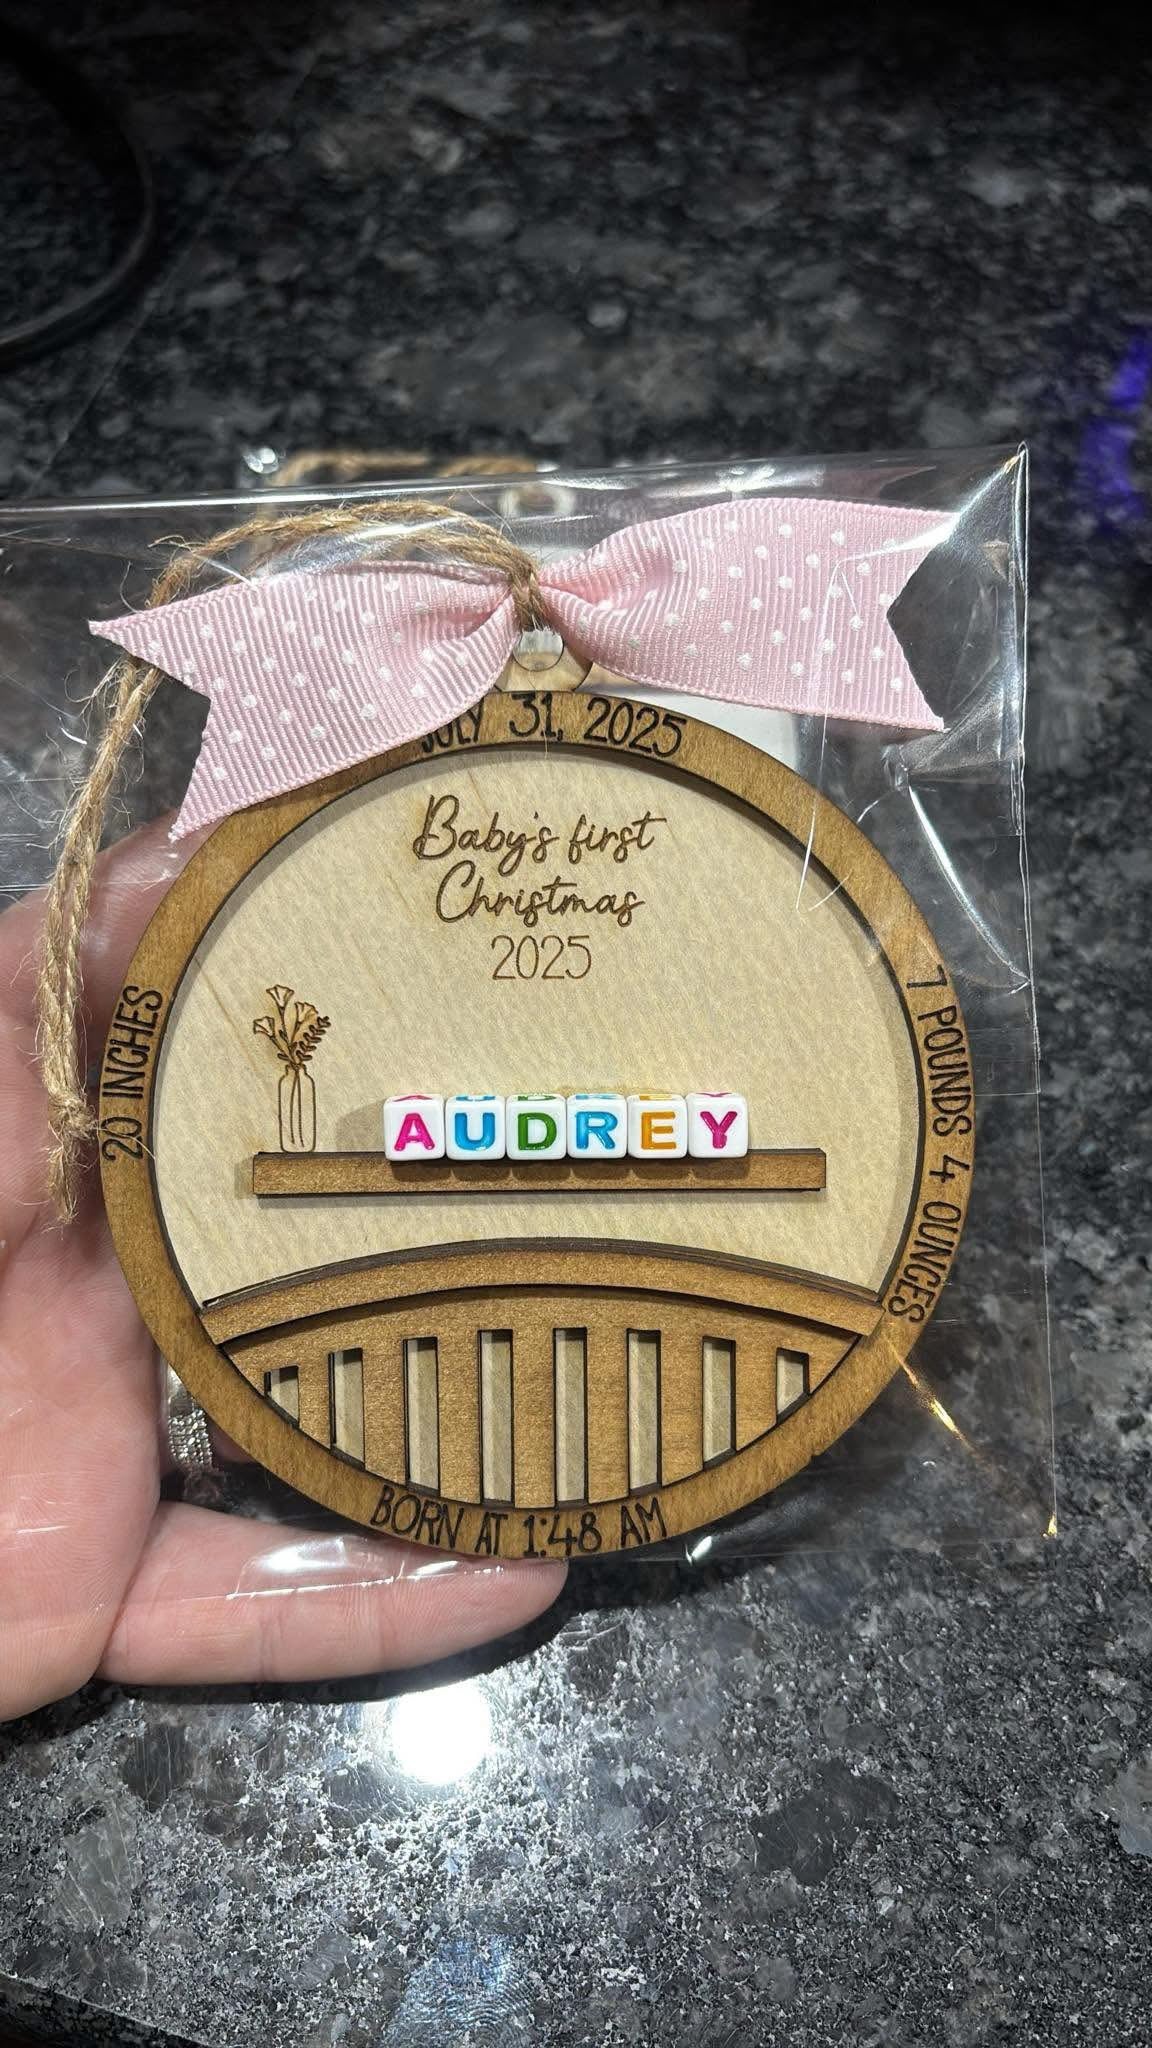 JULY 31, 2025
Baby's first
Christmas
2025
20 INCHES
7 POUNDS 4 OUNCES
AUDREY
BORN AT 1:48 AM